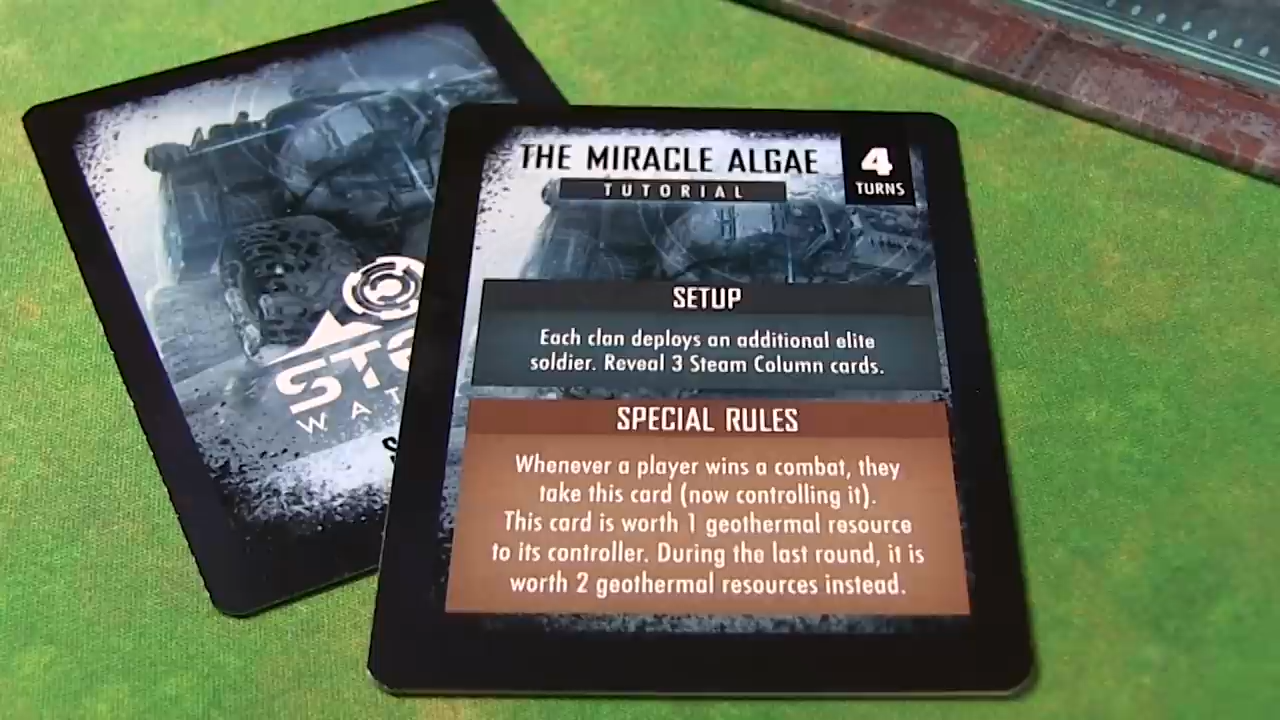 THE MIRACLE ALGAE
4
TURNS
TUTORIAL
SETUP
Each clan deploys an additional elite
soldier. Reveal 3 Steam Column cards.
SPECIAL RULES
Whenever a player wins a combat, they
take this card (now controlling it).
This card is worth 1 geothermal resource
to its controller. During the last round, it is
worth 2 geothermal resources instead.